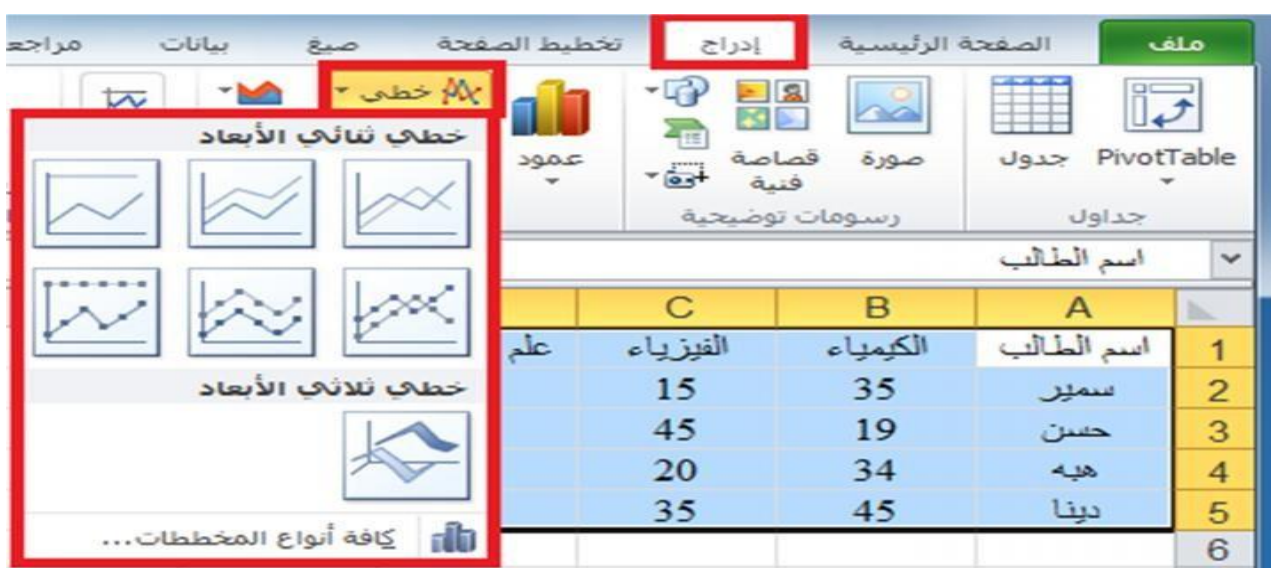 ملف الصفحة الرئيسية إدراج تخطيط الصفحة صيغ بيانات
PivotTable جدول صورة قصاصة فنية عمود خطي
جداول رسومات توضيحية
خطي ثنائي الأبعاد
خطي ثلاثي الأبعاد
كافة أنواع المخططات...
اسم الطالب
A B C
1 اسم الطالب الكيمياء الفيزياء علم
2 سمير 35 15
3 حسن 19 45
4 هبه 34 20
5 دينا 45 35
6